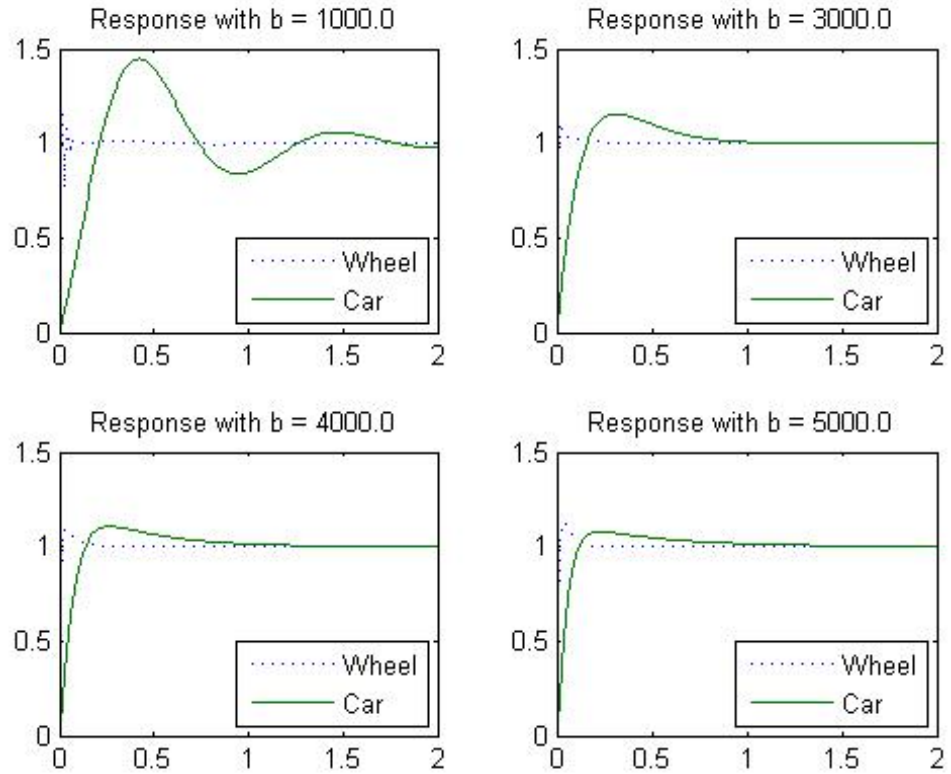 Response with b = 1000.0
1.5
1
0.5
0
0 0.5 1 1.5 2
Wheel
Car
Response with b = 3000.0
1.5
1
0.5
0
0 0.5 1 1.5 2
Wheel
Car
Response with b = 4000.0
1.5
1
0.5
0
0 0.5 1 1.5 2
Wheel
Car
Response with b = 5000.0
1.5
1
0.5
0
0 0.5 1 1.5 2
Wheel
Car